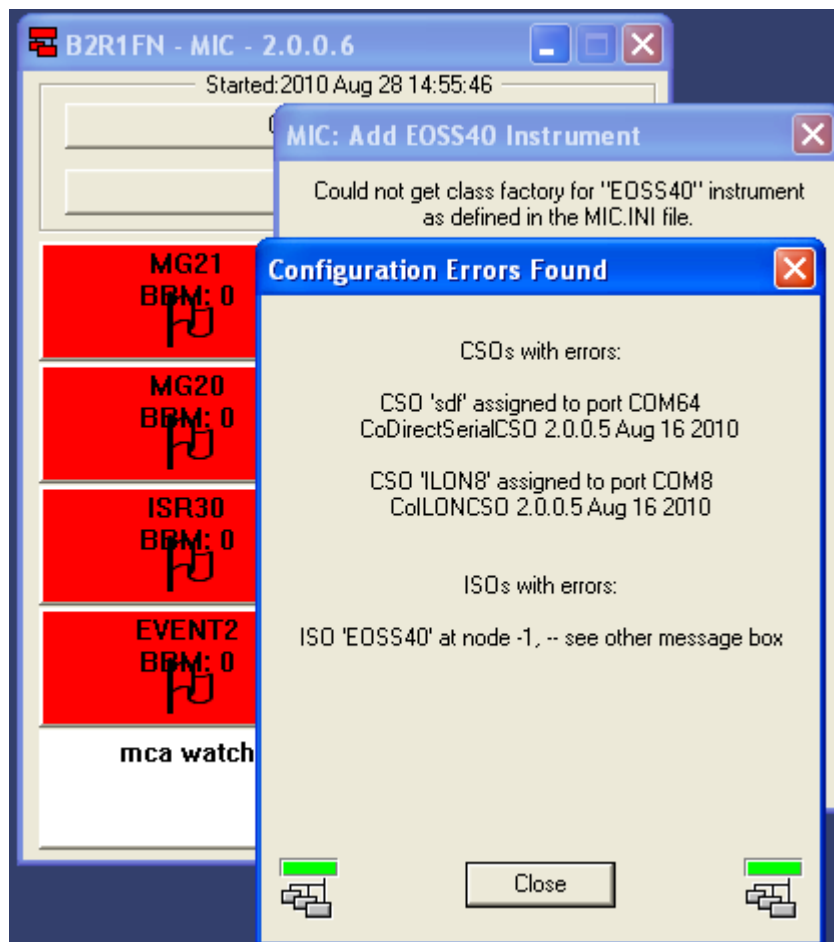 B2R1FN - MIC - 2.0.0.6
Started:2010 Aug 28 14:55:46
MIC: Add EOSS40 Instrument
Could not get class factory for "EOSS40" instrument
as defined in the MIC.INI file.
MG21
BBM: 0
MG20
BBM: 0
ISR30
BBM: 0
EVENT2
BBM: 0
mca watch
Configuration Errors Found
CSOs with errors:
CSO 'sdf' assigned to port COM64
CoDirectSerialCSO 2.0.0.5 Aug 16 2010
CSO 'ILON8' assigned to port COM8
CoILONCSO 2.0.0.5 Aug 16 2010
ISOs with errors:
ISO 'EOSS40' at node -1, -- see other message box
Close